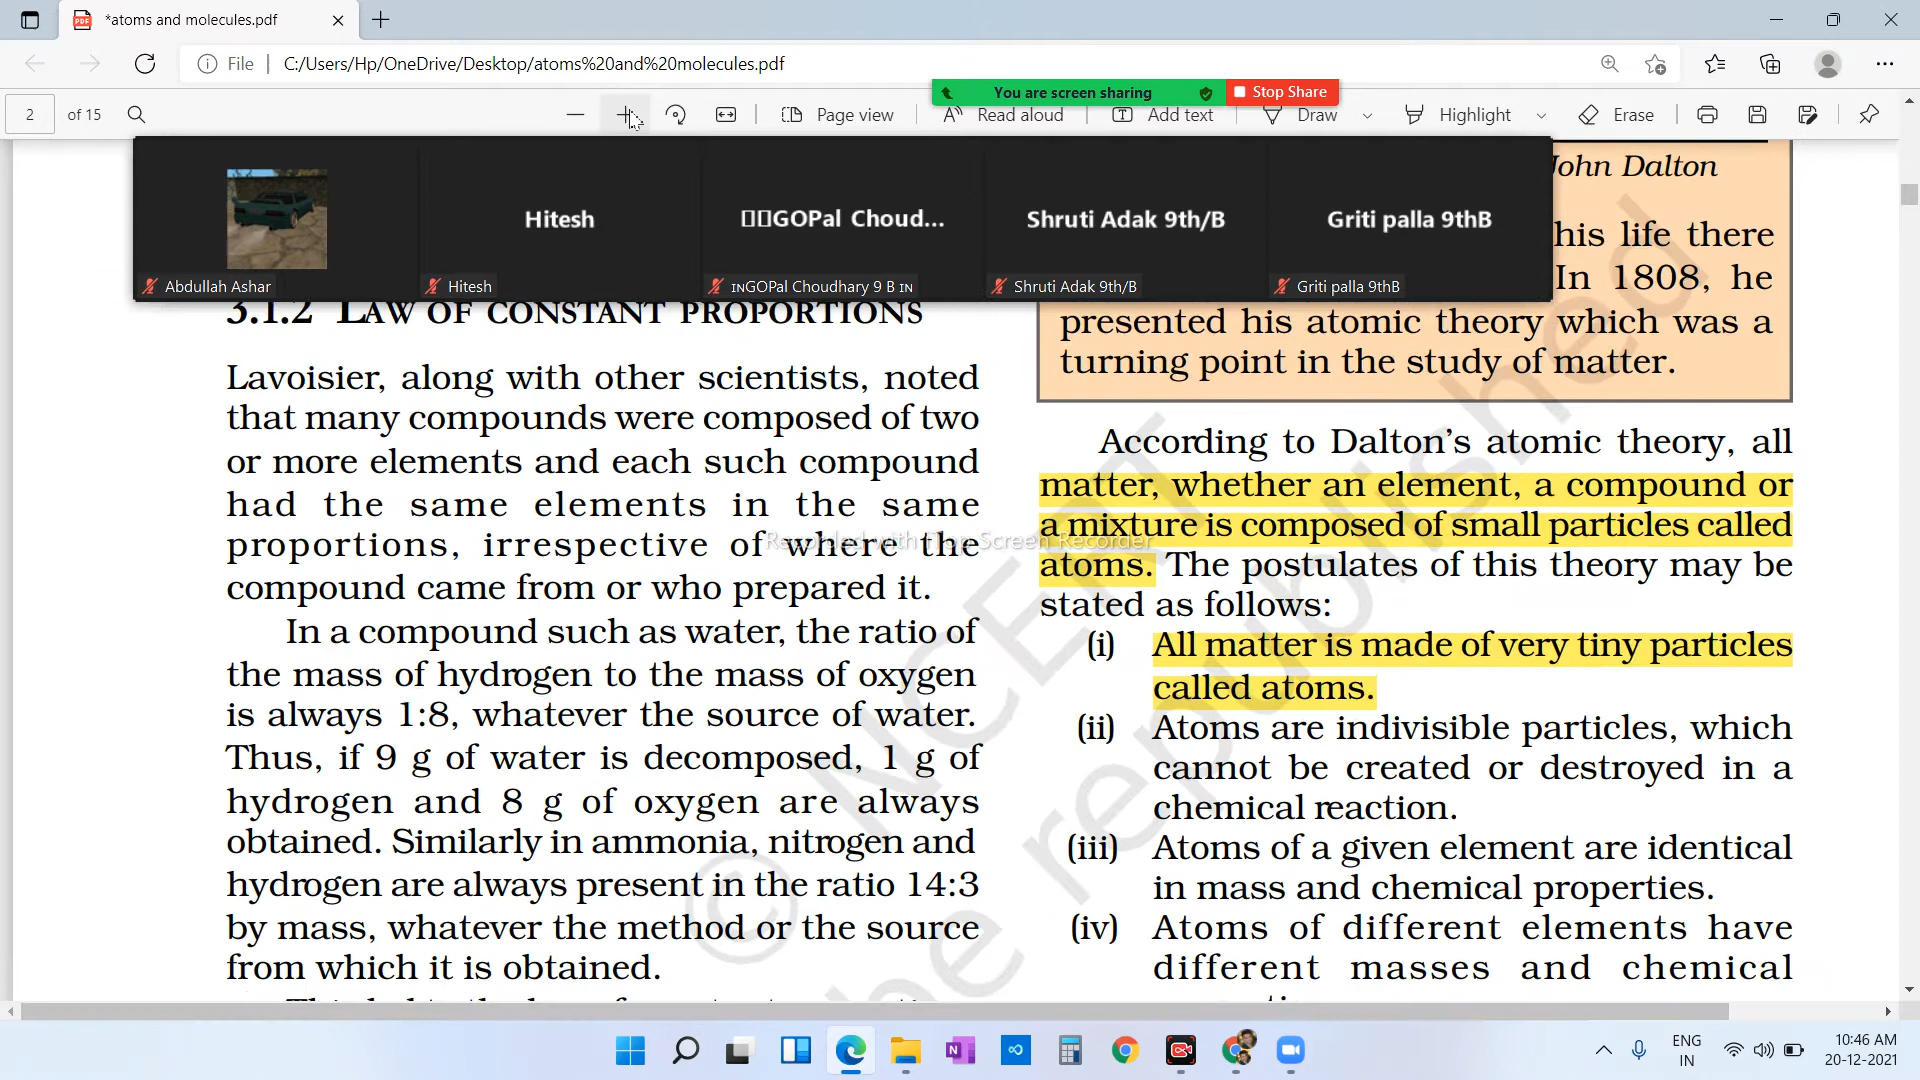 *atoms and molecules.pdf
File
C:/Users/Hp/OneDrive/Desktop/atoms%20and%20molecules.pdf
You are screen sharing
Stop Share
2 of 15
Page view
Read aloud
Add text
Draw
Highlight
Erase
Hitesh
GOPal Choud...
Shruti Adak 9th/B
Griti palla 9thB
Abdullah Ashar
Hitesh
ɪɴGOPal Choudhary 9 B ɪɴ
Shruti Adak 9th/B
Griti palla 9thB
3.1.2 LAW OF CONSTANT PROPORTIONS
Lavoisier, along with other scientists, noted
that many compounds were composed of two
or more elements and each such compound
had the same elements in the same
proportions, irrespective of where the
compound came from or who prepared it.
In a compound such as water, the ratio of
the mass of hydrogen to the mass of oxygen
is always 1:8, whatever the source of water.
Thus, if 9 g of water is decomposed, 1 g of
hydrogen and 8 g of oxygen are always
obtained. Similarly in ammonia, nitrogen and
hydrogen are always present in the ratio 14:3
by mass, whatever the method or the source
from which it is obtained.
John Dalton
his life there
In 1808, he
presented his atomic theory which was a
turning point in the study of matter.
According to Dalton’s atomic theory, all
matter, whether an element, a compound or
a mixture is composed of small particles called
atoms. The postulates of this theory may be
stated as follows:
(i) All matter is made of very tiny particles
called atoms.
(ii) Atoms are indivisible particles, which
cannot be created or destroyed in a
chemical reaction.
(iii) Atoms of a given element are identical
in mass and chemical properties.
(iv) Atoms of different elements have
different masses and chemical
© NCERT
be republished
Recorded with iTop Screen Recorder
ENG
IN
10:46 AM
20-12-2021